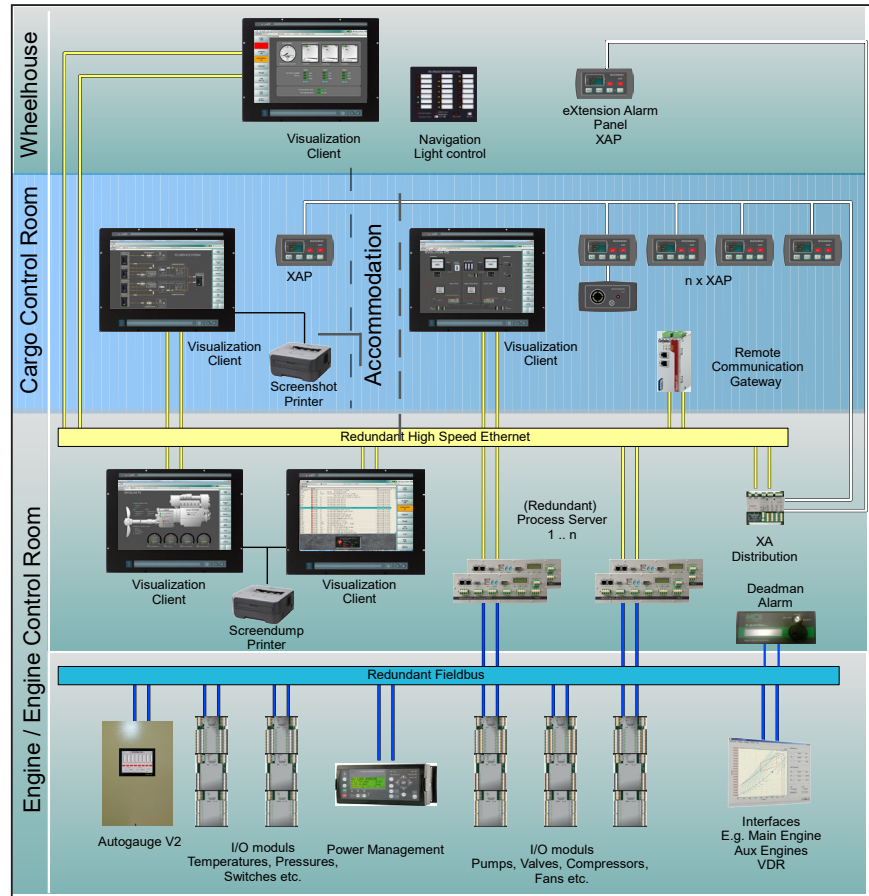 Wheelhouse
Visualization
Client
Navigation
Light control
eXtension Alarm
Panel
XAP
Cargo Control Room
XAP
Accommodation
n x XAP
Visualization
Client
Screenshot
Printer
Visualization
Client
Remote
Communication
Gateway
Engine / Engine Control Room
Redundant High Speed Ethernet
(Redundant)
Process Server
1 .. n
XA
Distribution
Visualization
Client
Visualization
Client
Screendump
Printer
Deadman
Alarm
Redundant Fieldbus
Autogauge V2
I/O moduls
Temperatures, Pressures,
Switches etc.
Power Management
I/O moduls
Pumps, Valves, Compressors,
Fans etc.
Interfaces
E.g. Main Engine
Aux Engines
VDR